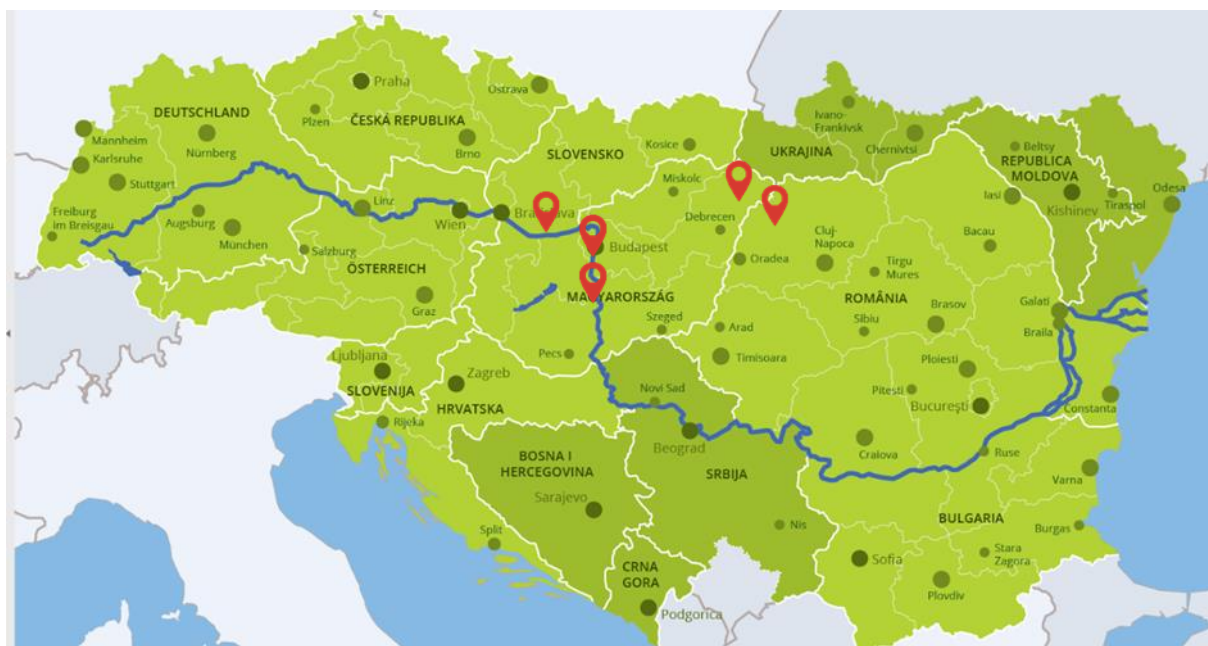 Praha
Ostrava
DEUTSCHLAND
Plzen
ČESKÁ REPUBLIKA
Mannheim
Nürnberg
Brno
Karlsruhe
Stuttgart
SLOVENSKO
Kosice
Ivano-
Frankivsk
Chernivtsi
UKRAJINA
Beltsy
REPUBLICA
MOLDOVA
Miskolc
Iasi
Kishinev
Tiraspol
Odesa
Freiburg
im Breisgau
Augsburg
München
Linz
Wien
Bratislava
Debrecen
Salzburg
ÖSTERREICH
Budapest
Oradea
Cluj-
Napoca
Tirgu
Mures
Bacau
Graz
MAGYARORSZÁG
ROMÂNIA
Szeged
Arad
Sibiu
Brasov
Galati
Braila
Pecs
Timisoara
Ljubljana
SLOVENIJA
Zagreb
HRVATSKA
Novi Sad
Ploiesti
Pitesti
Bucureşti
Constanta
Rijeka
Beograd
Craiova
Ruse
BOSNA I
HERCEGOVINA
SRBIJA
Varna
Sarajevo
BULGARIA
Split
Nis
Burgas
CRNA
GORA
Sofia
Stara
Zagora
Plovdiv
Podgorica